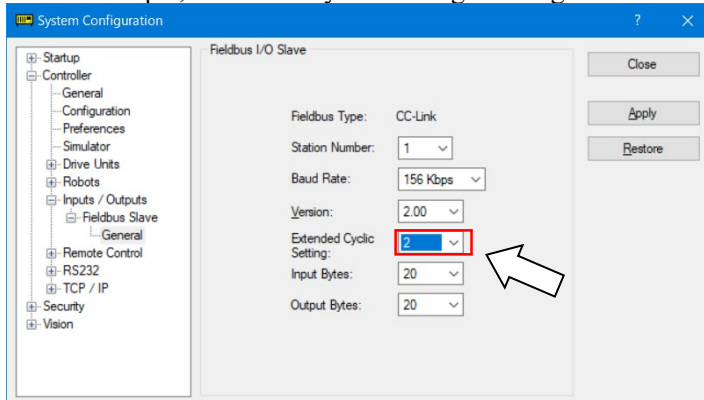 System Configuration
? ×
Startup
Controller
General
Configuration
Preferences
Simulator
Drive Units
Robots
Inputs / Outputs
Fieldbus Slave
General
Remote Control
RS232
TCP / IP
Security
Vision
Fieldbus I/O Slave
Fieldbus Type: CC-Link
Station Number: 1
Baud Rate: 156 Kbps
Version: 2.00
Extended Cyclic
Setting: 2
Input Bytes: 20
Output Bytes: 20
Close
Apply
Restore